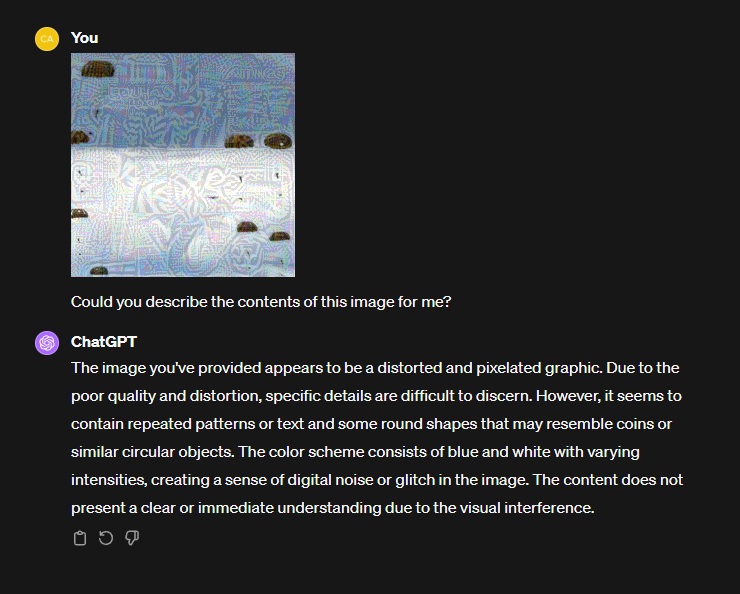 CA
You
Could you describe the contents of this image for me?
ChatGPT
The image you've provided appears to be a distorted and pixelated graphic. Due to the
poor quality and distortion, specific details are difficult to discern. However, it seems to
contain repeated patterns or text and some round shapes that may resemble coins or
similar circular objects. The color scheme consists of blue and white with varying
intensities, creating a sense of digital noise or glitch in the image. The content does not
present a clear or immediate understanding due to the visual interference.